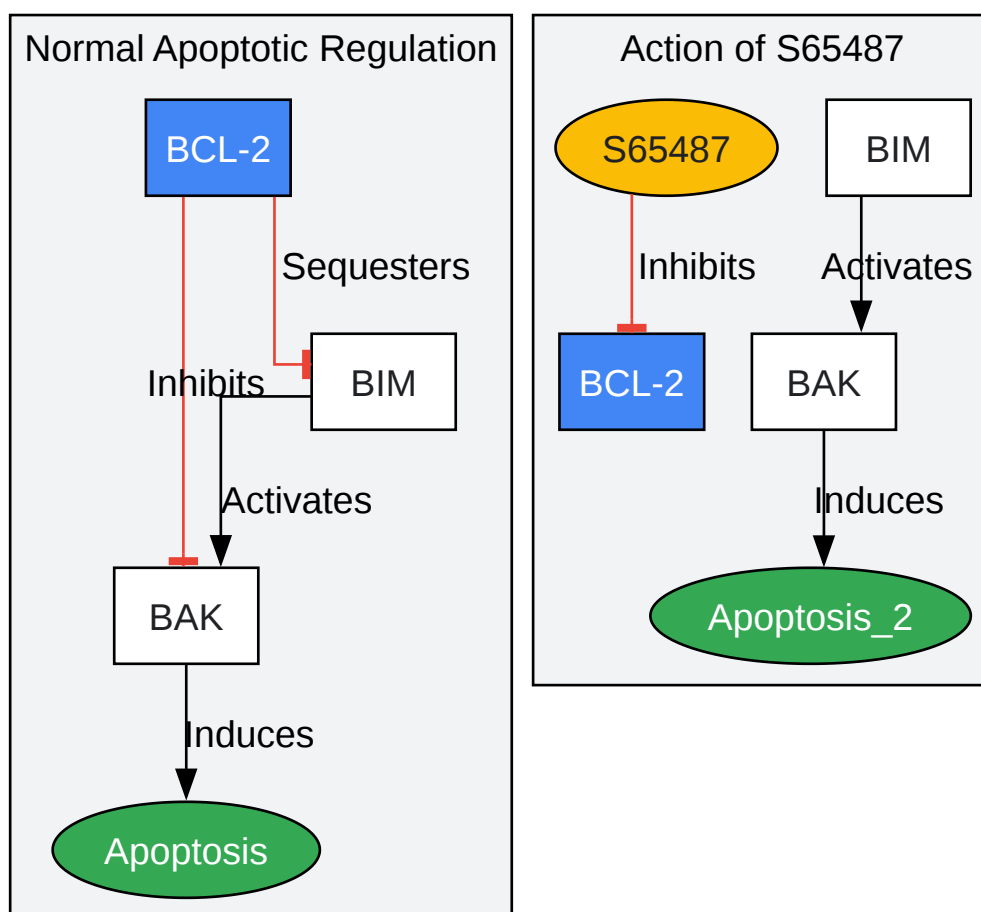 Normal Apoptotic Regulation
BCL-2
Sequesters
BIM
Inhibits
Activates
BAK
Induces
Apoptosis
Action of S65487
S65487
BIM
Inhibits
Activates
BCL-2
BAK
Induces
Apoptosis_2